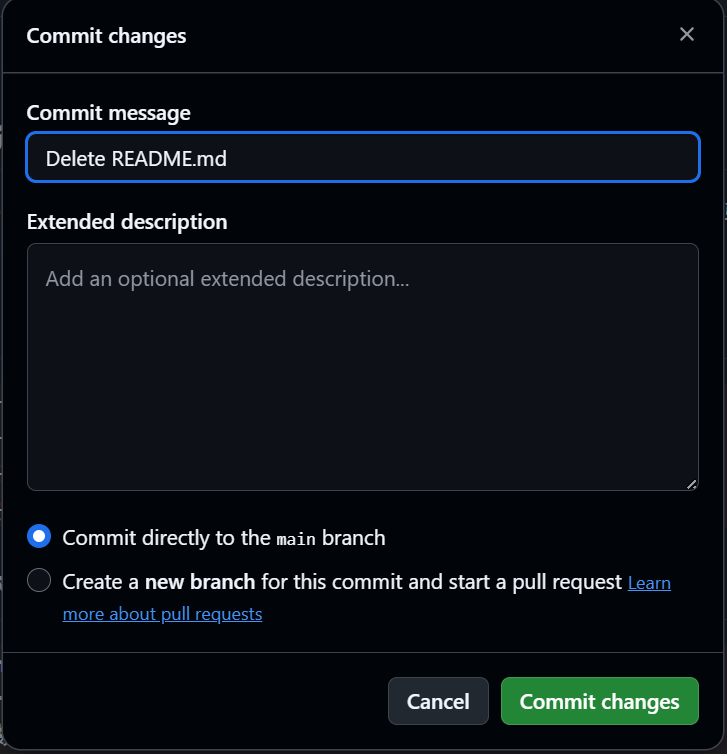 Commit changes
Commit message
Delete README.md
Extended description
Add an optional extended description...
Commit directly to the main branch
Create a new branch for this commit and start a pull request Learn
more about pull requests
Cancel
Commit changes